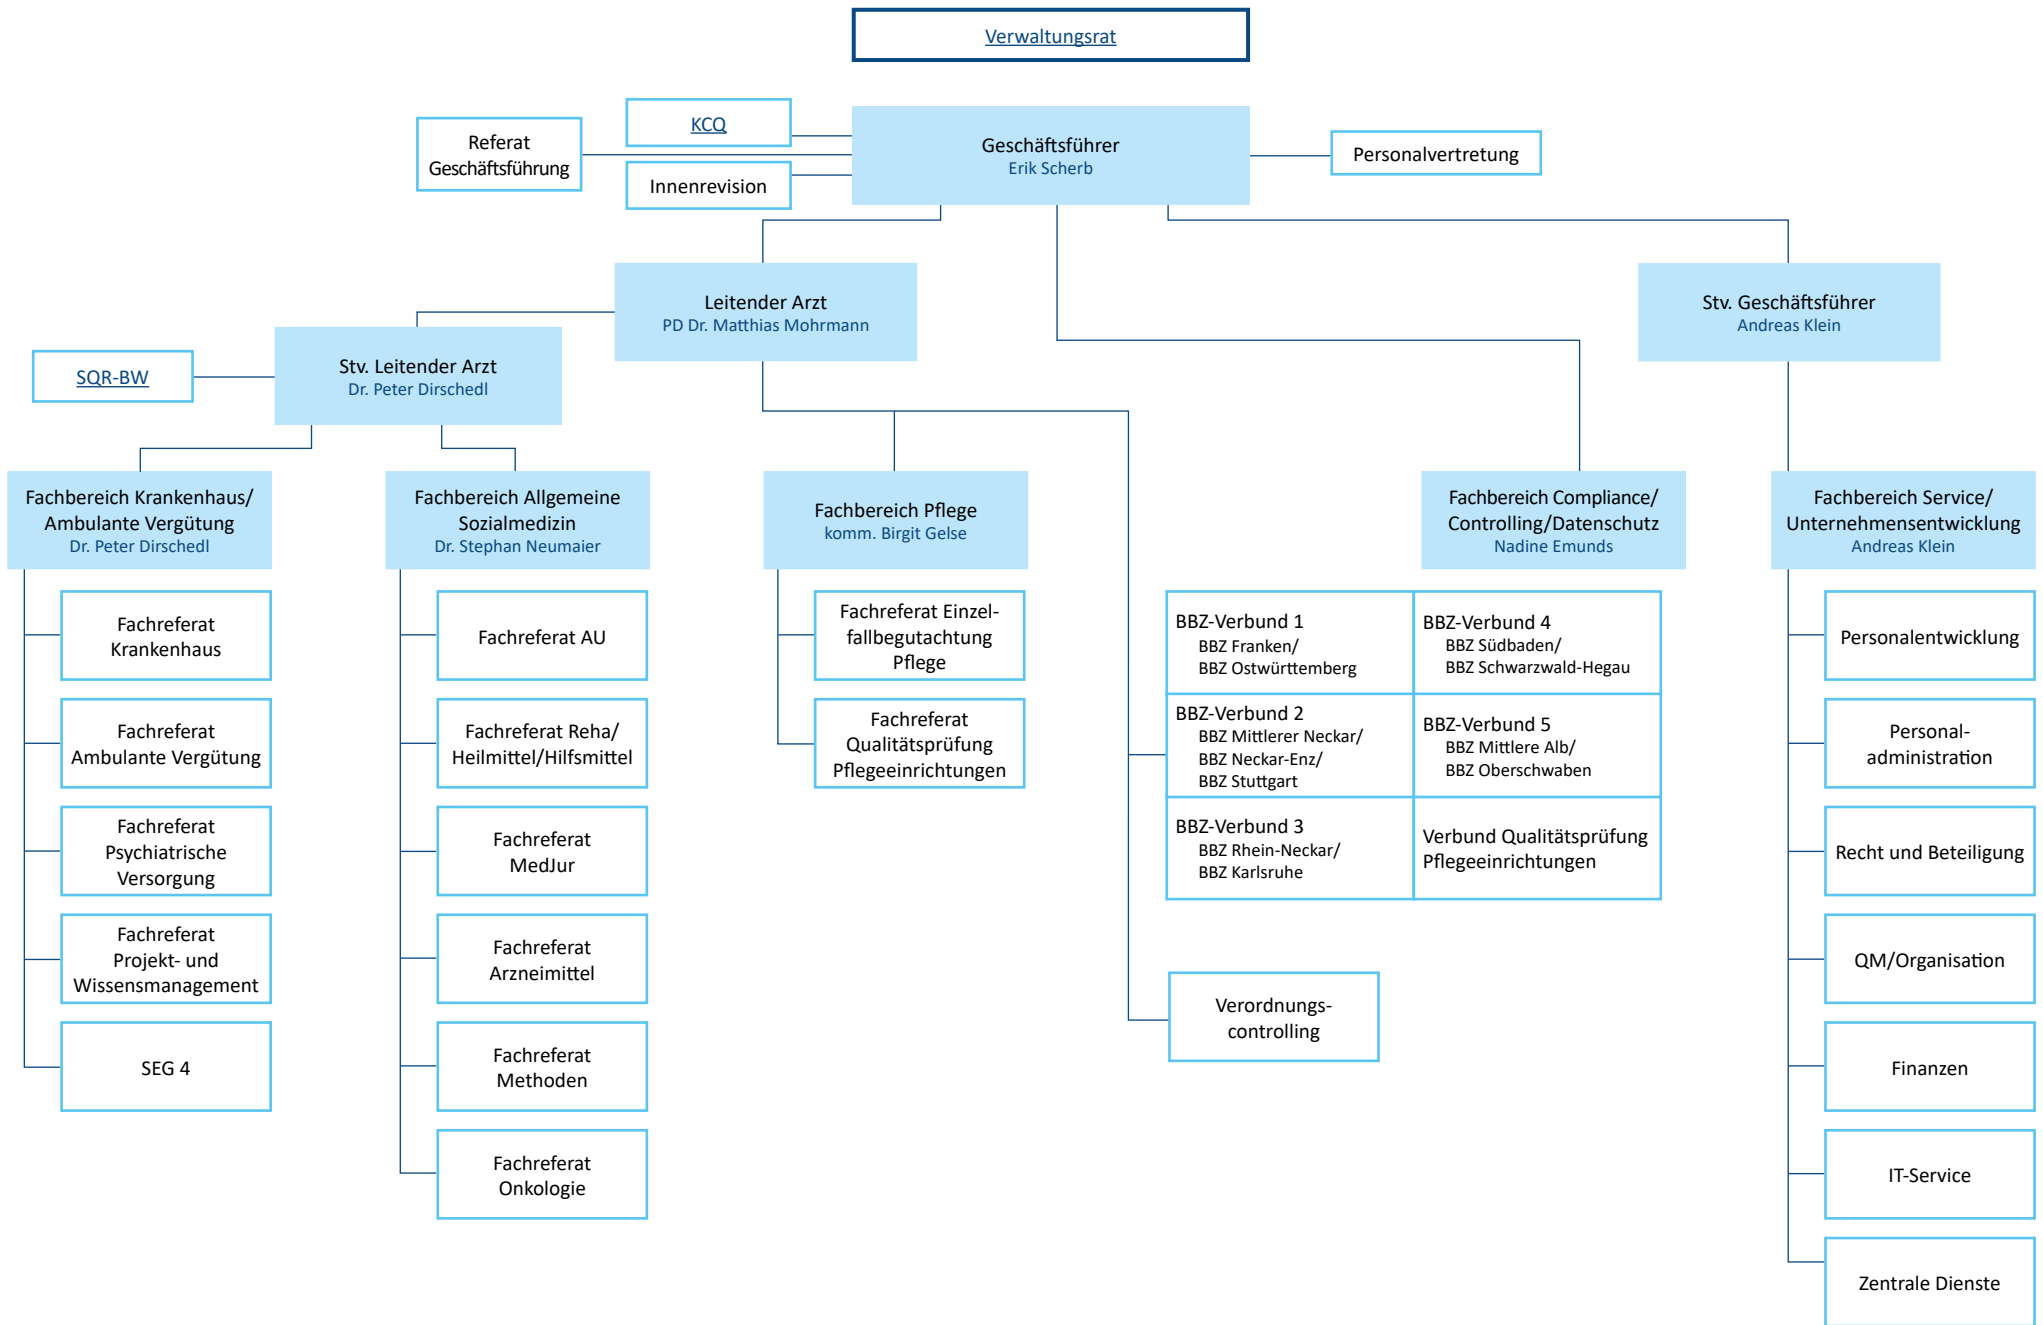 Verwaltungsrat
KCQ
Referat
Geschäftsführung
Innenrevision
Geschäftsführer
Erik Scherb
Personalvertretung
Leitender Arzt
PD Dr. Matthias Mohrmann
Stv. Geschäftsführer
Andreas Klein
SQR-BW
Stv. Leitender Arzt
Dr. Peter Dirschedl
Fachbereich Krankenhaus/
Ambulante Vergütung
Dr. Peter Dirschedl
Fachreferat
Krankenhaus
Fachreferat
Ambulante Vergütung
Fachreferat
Psychiatrische
Versorgung
Fachreferat
Projekt- und
Wissensmanagement
SEG 4
Fachbereich Allgemeine
Sozialmedizin
Dr. Stephan Neumaier
Fachreferat AU
Fachreferat Reha/
Heilmittel/Hilfsmittel
Fachreferat
MedJur
Fachreferat
Arzneimittel
Fachreferat
Methoden
Fachreferat
Onkologie
Fachbereich Pflege
komm. Birgit Gelse
Fachreferat Einzel-
fallbegutachtung
Pflege
Fachreferat
Qualitätsprüfung
Pflegeeinrichtungen
BBZ-Verbund 1
BBZ Franken/
BBZ Ostwürttemberg
BBZ-Verbund 2
BBZ Mittlerer Neckar/
BBZ Neckar-Enz/
BBZ Stuttgart
BBZ-Verbund 3
BBZ Rhein-Neckar/
BBZ Karlsruhe
BBZ-Verbund 4
BBZ Südbaden/
BBZ Schwarzwald-Hegau
BBZ-Verbund 5
BBZ Mittlere Alb/
BBZ Oberschwaben
Verbund Qualitätsprüfung
Pflegeeinrichtungen
Verordnungs-
controlling
Fachbereich Compliance/
Controlling/Datenschutz
Nadine Emunds
Fachbereich Service/
Unternehmensentwicklung
Andreas Klein
Personalentwicklung
Personal-
administration
Recht und Beteiligung
QM/Organisation
Finanzen
IT-Service
Zentrale Dienste